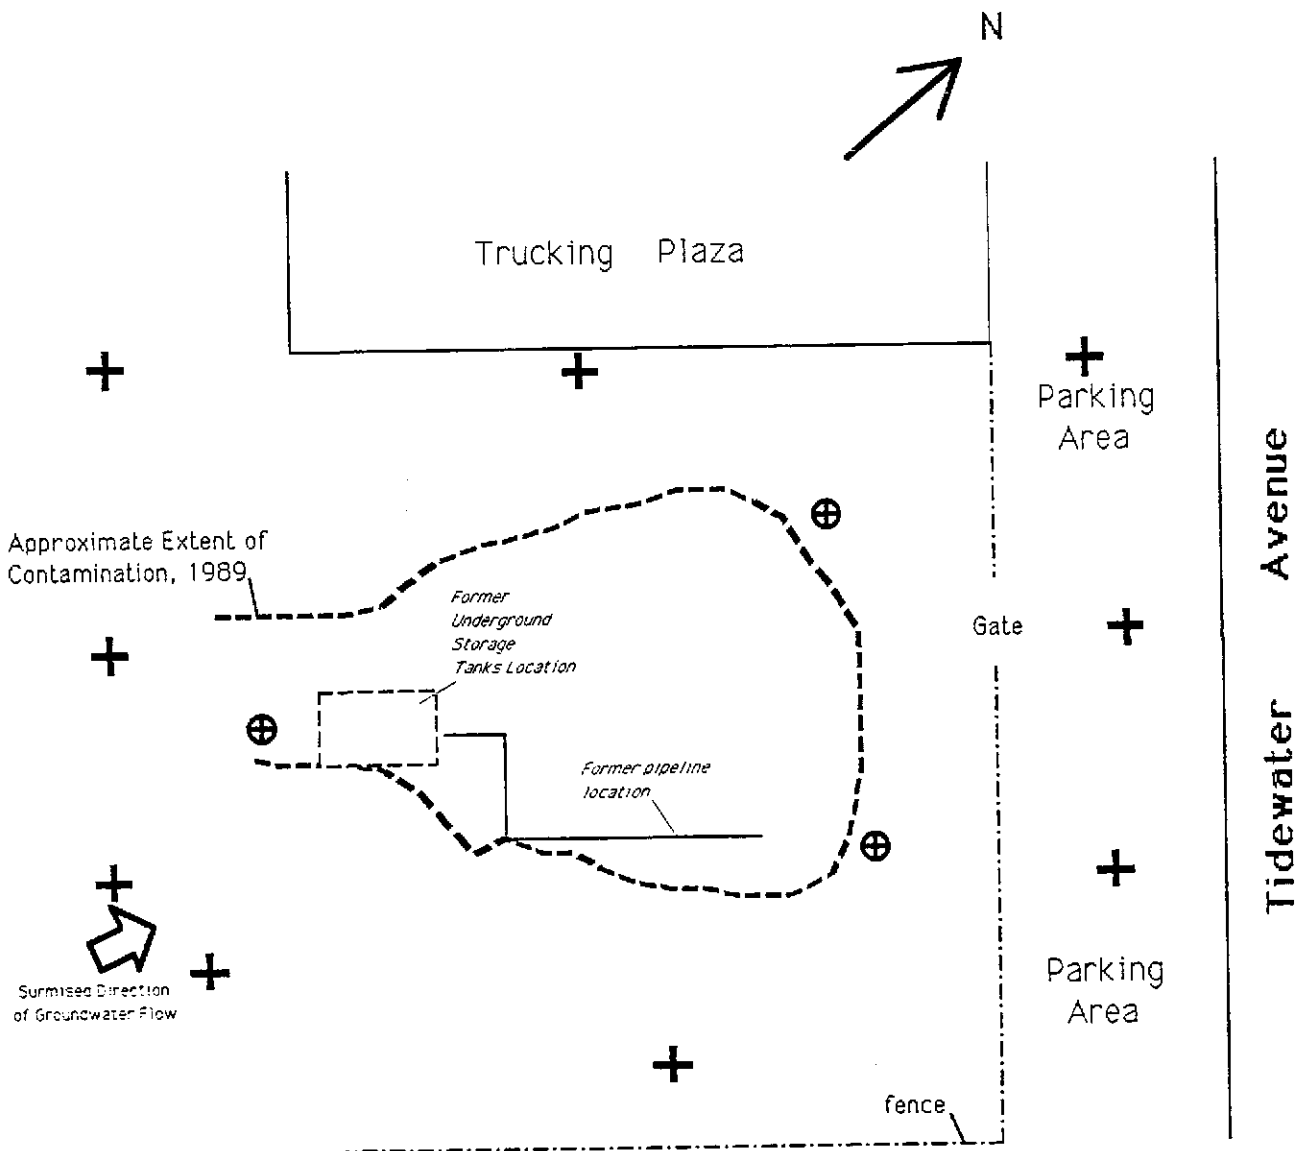 N
Trucking Plaza
Parking
Area
Approximate Extent of
Contamination, 1989
Former
Underground
Storage
Tanks Location
Gate
Former pipeline
location
Surmised Direction
of Groundwater Flow
Parking
Area
fence
Tidewater Avenue